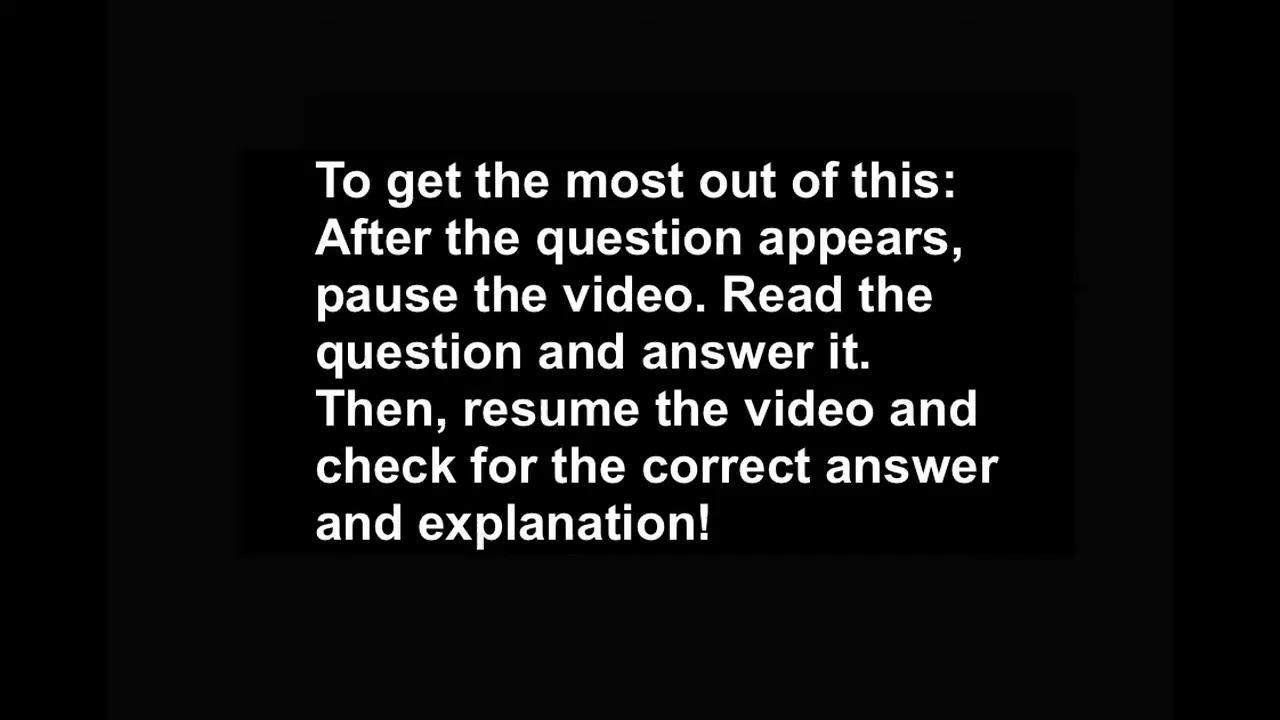 To get the most out of this:
After the question appears,
pause the video. Read the
question and answer it.
Then, resume the video and
check for the correct answer
and explanation!